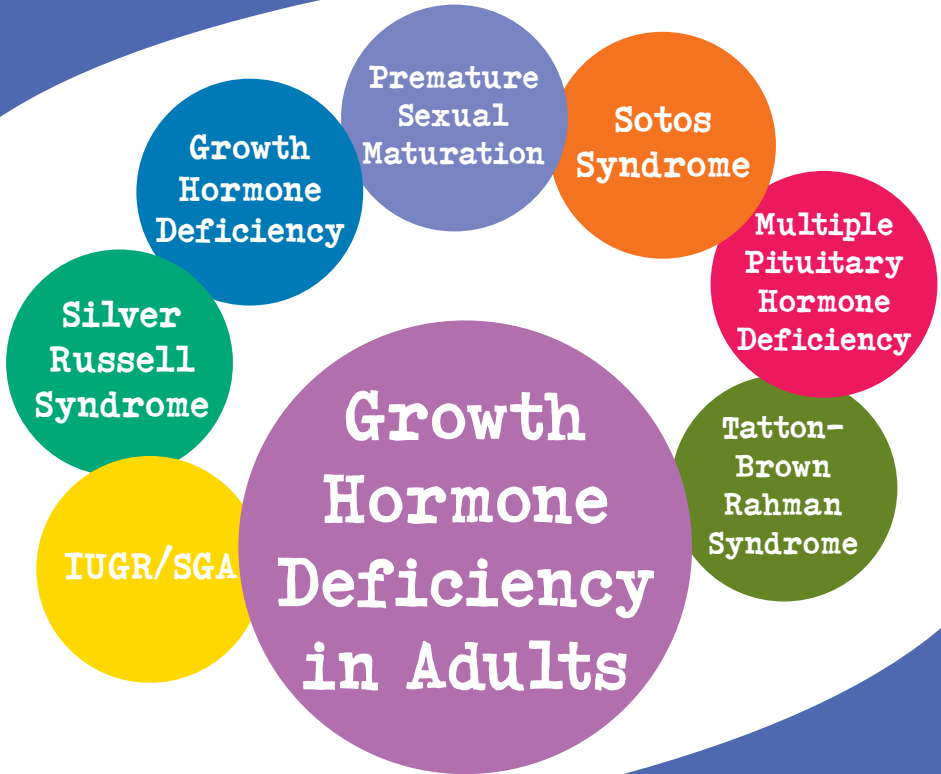 Premature
Sexual
Maturation
Sotos
Syndrome
Growth
Hormone
Deficiency
Multiple
Pituitary
Hormone
Deficiency
Silver
Russell
Syndrome
Growth
Hormone
Deficiency
in Adults
Tatton-
Brown
Rahman
Syndrome
IUGR/SGA